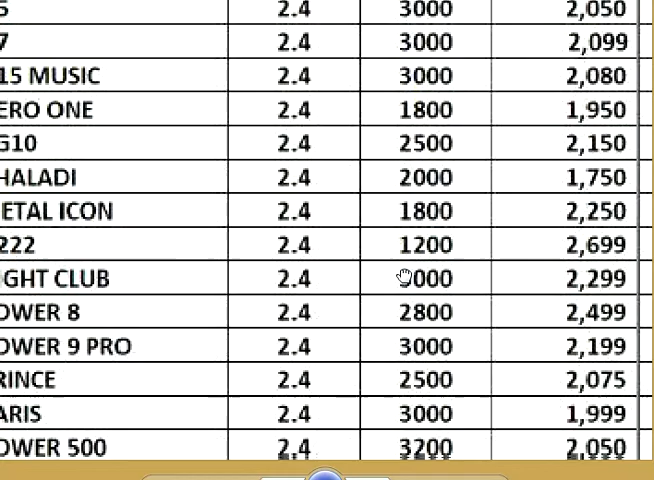 5 2.4 3000 2,050
7 2.4 3000 2,099
15 MUSIC 2.4 3000 2,080
ERO ONE 2.4 1800 1,950
G10 2.4 2500 2,150
HALADI 2.4 2000 1,750
ETAL ICON 2.4 1800 2,250
222 2.4 1200 2,699
GHT CLUB 2.4 000 2,299
OWER 8 2.4 2800 2,499
OWER 9 PRO 2.4 3000 2,199
RINCE 2.4 2500 2,075
ARIS 2.4 3000 1,999
OWER 500 2.4 3200 2,050